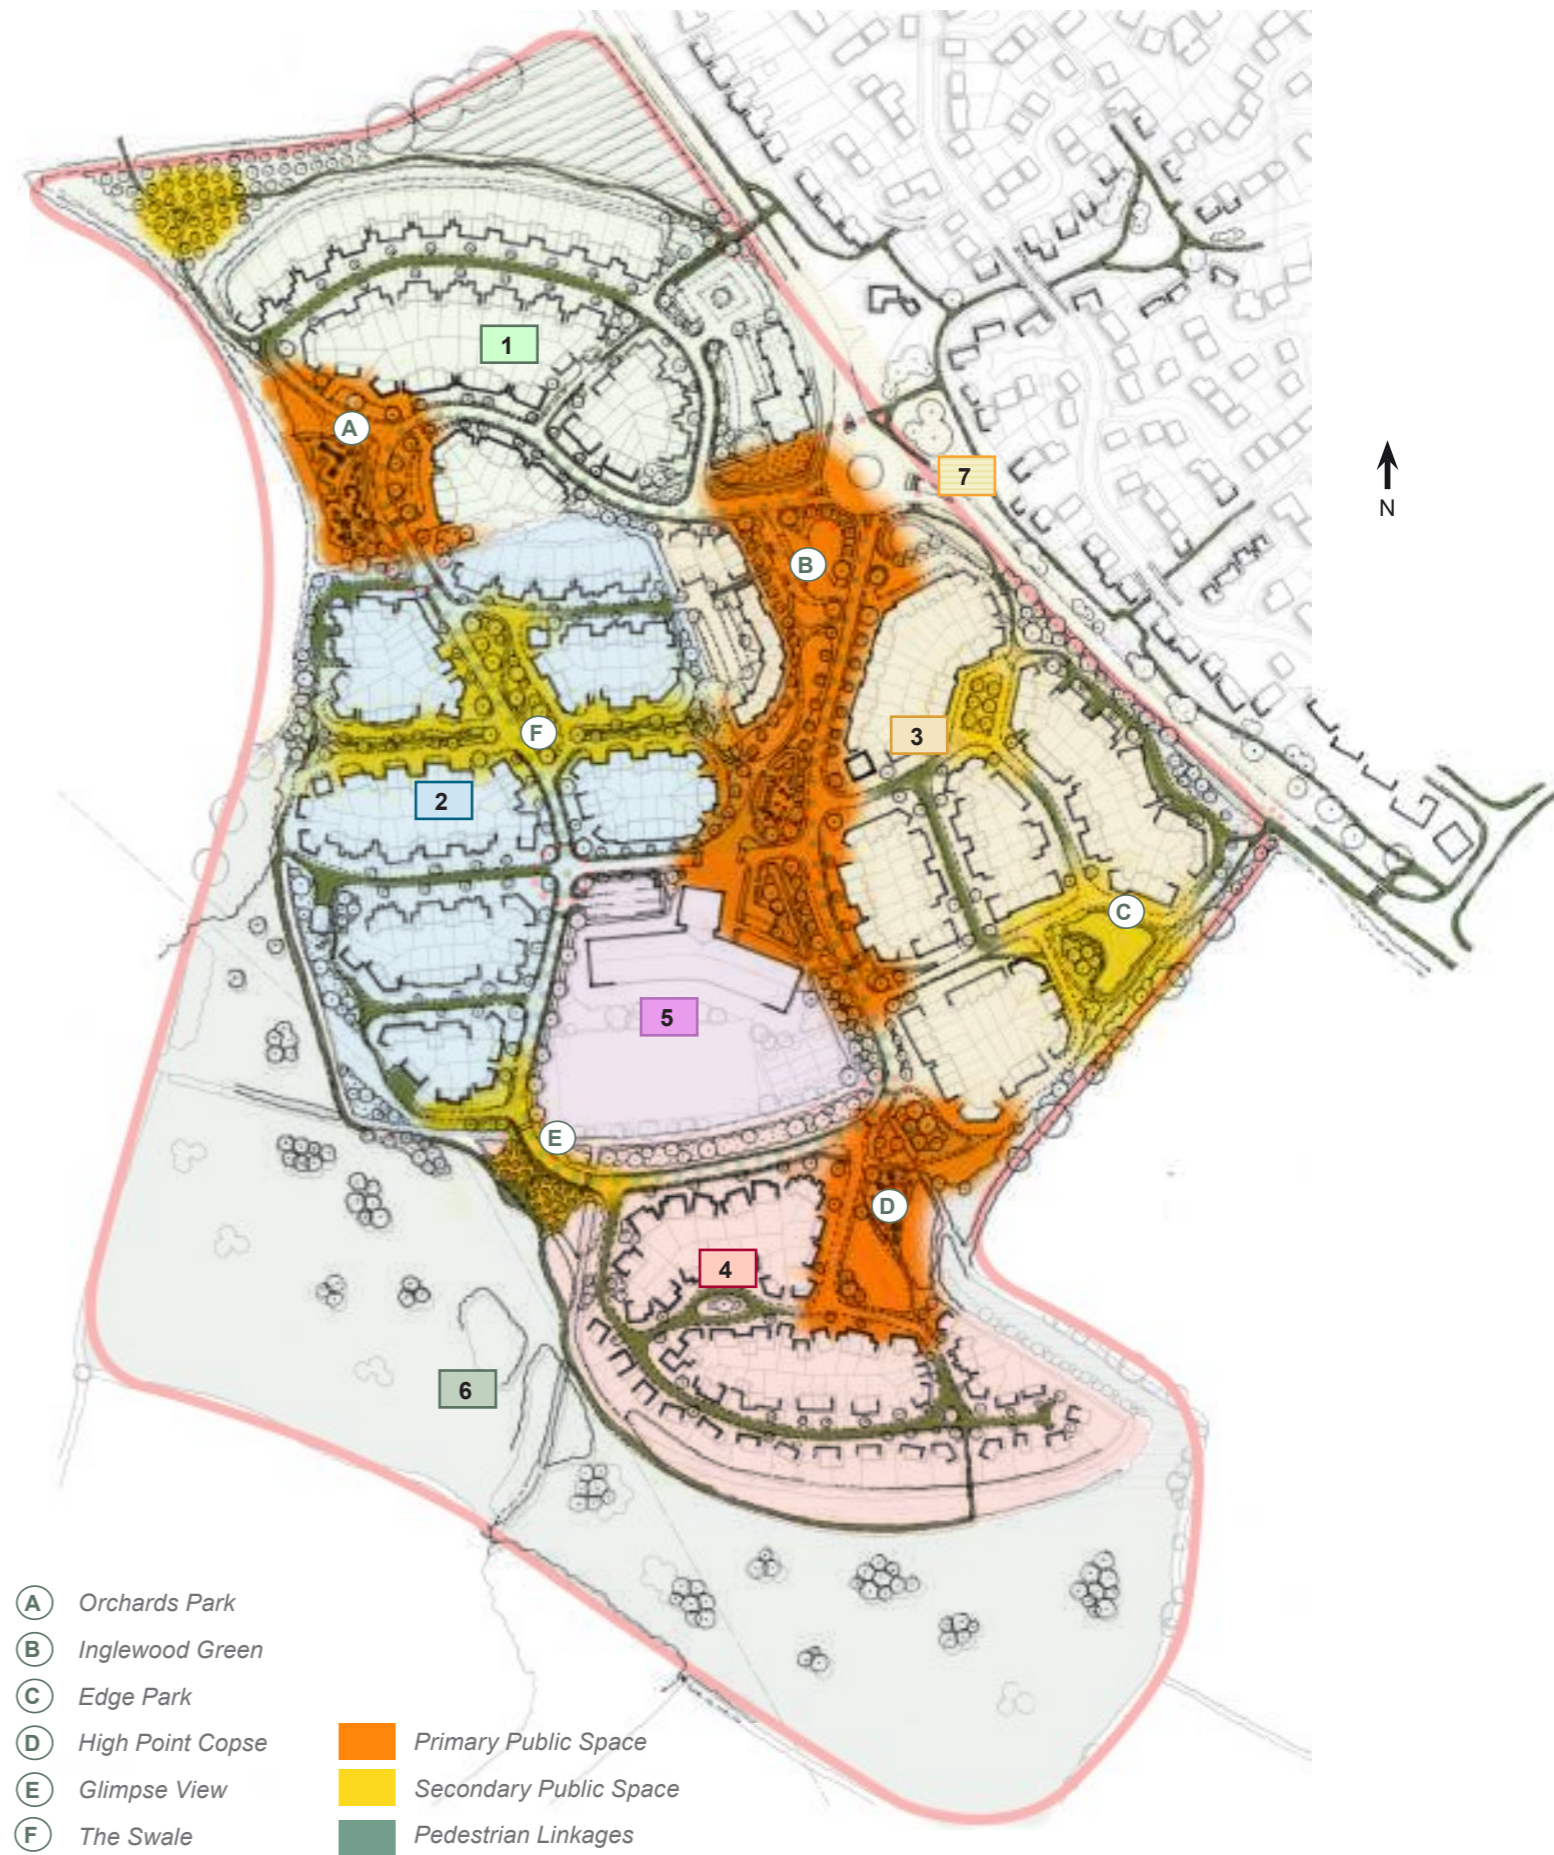 1
A
7
N
B
F
3
2
C
5
E
D
4
6
A Orchards Park
B Inglewood Green
C Edge Park
D High Point Copse
E Glimpse View
F The Swale
Primary Public Space
Secondary Public Space
Pedestrian Linkages